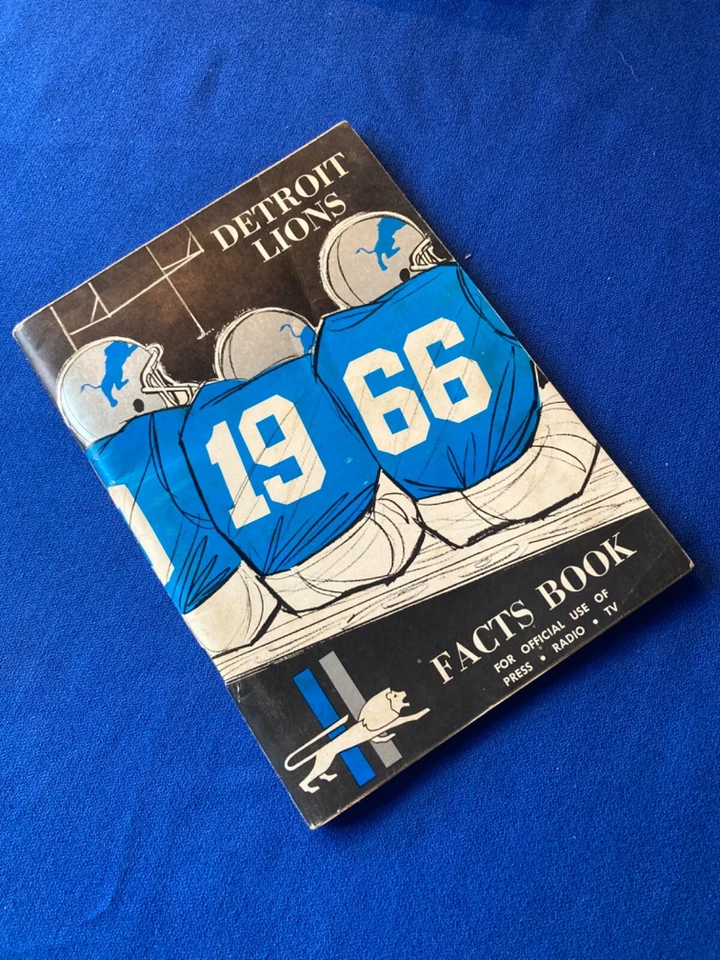 DETROIT
LIONS
19 66
FACTS BOOK
FOR OFFICIAL USE OF
PRESS • RADIO • TV